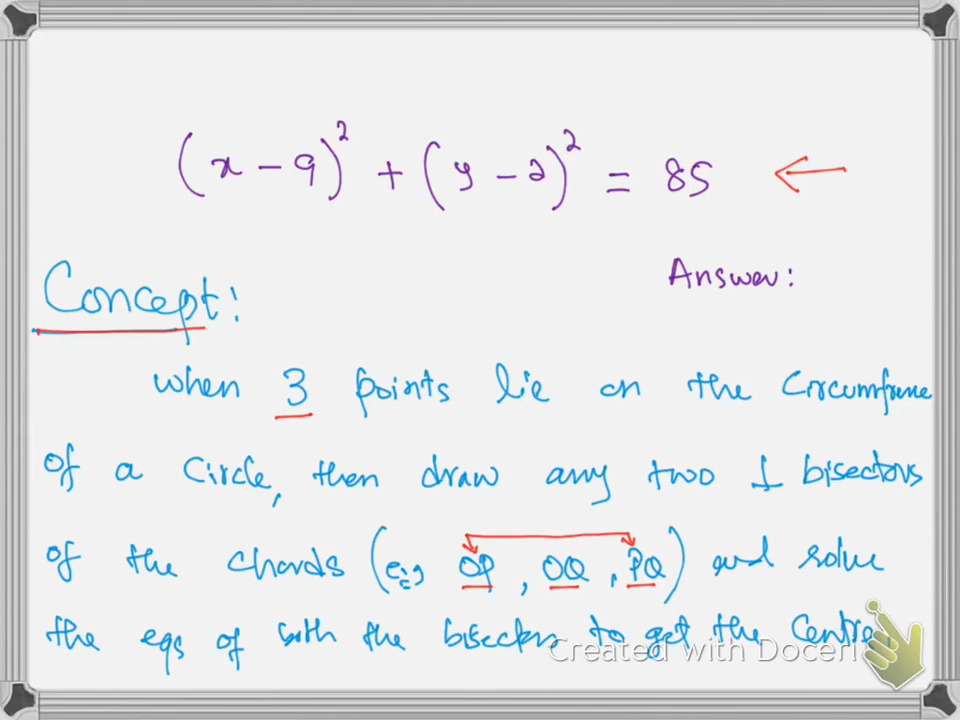 (x - 9)² + (y - 2)² = 85 ←
Answer:
Concept:
when 3 points lie on the
of a circle, then draw any two ⊥ bisectors
of the chords (e.g OP, OQ, PQ) and solve
the eqs of both the to get the Centre
Created with Doceri